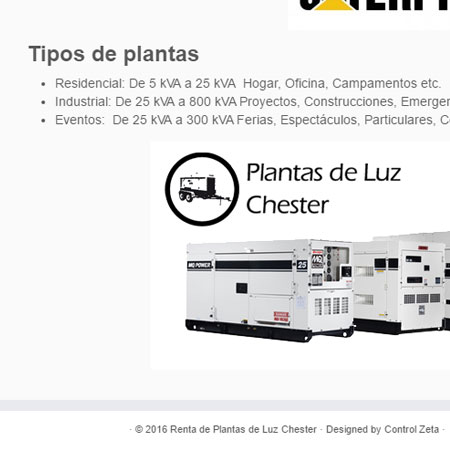 Tipos de plantas
Residencial: De 5 kVA a 25 kVA Hogar, Oficina, Campamentos etc.
Industrial: De 25 kVA a 800 kVA Proyectos, Construcciones,
Eventos: De 25 kVA a 300 kVA Ferias, Espectáculos, Particulares,
Plantas de Luz
Chester
MQ POWER
25
MQ
· © 2016 Renta de Plantas de Luz Chester · Designed by Control Zeta ·